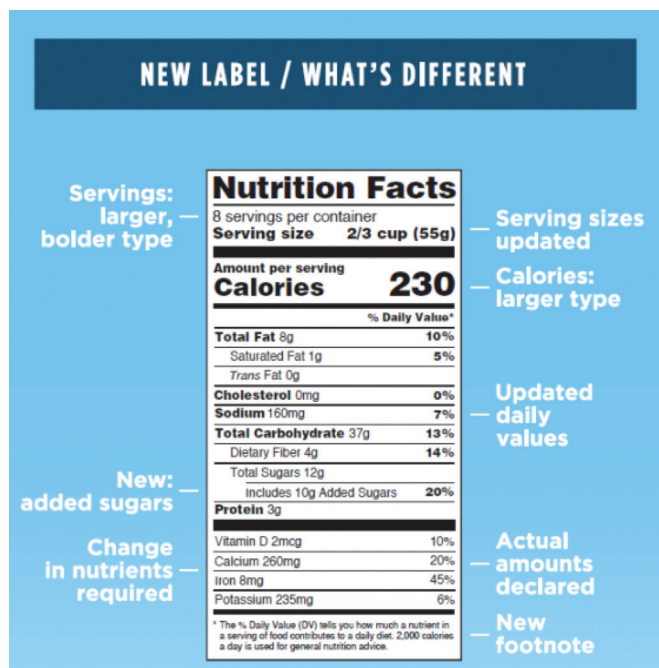 NEW LABEL / WHAT'S DIFFERENT
Servings:
larger,
bolder type
Nutrition Facts
8 servings per container
Serving size 2/3 cup (55g)
Serving sizes
updated
Amount per serving
Calories 230
Calories:
larger type
% Daily Value*
Total Fat 8g 10%
Saturated Fat 1g 5%
Trans Fat 0g
Cholesterol 0mg 0%
Sodium 160mg 7%
Total Carbohydrate 37g 13%
Dietary Fiber 4g 14%
Total Sugars 12g
Includes 10g Added Sugars 20%
Protein 3g
Updated
daily
values
New:
added sugars
Vitamin D 2mcg 10%
Calcium 260mg 20%
Iron 8mg 45%
Potassium 235mg 6%
Change
in nutrients
required
Actual
amounts
declared
* The % Daily Value (DV) tells you how much a nutrient in
a serving of food contributes to a daily diet. 2,000 calories
a day is used for general nutrition advice.
New
footnote